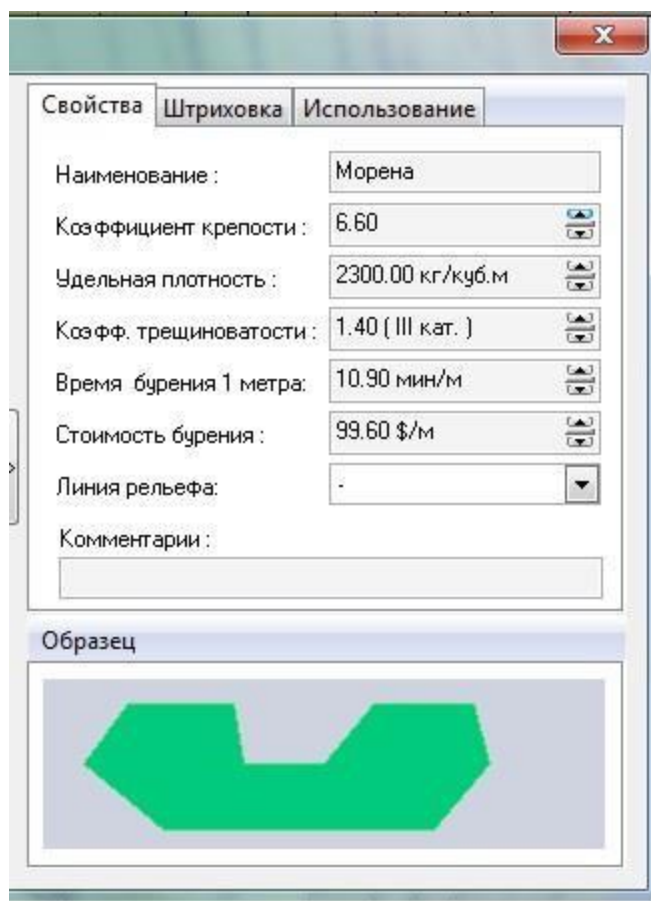 Свойства Штриховка Использование
Наименование : Морена
Коэффициент крепости : 6.60
Удельная плотность : 2300.00 кг/куб.м
Коэфф. трещиноватости : 1.40 ( III кат. )
Время бурения 1 метра: 10.90 мин/м
Стоимость бурения : 99.60 $/м
Линия рельефа: -
Комментарии :
Образец